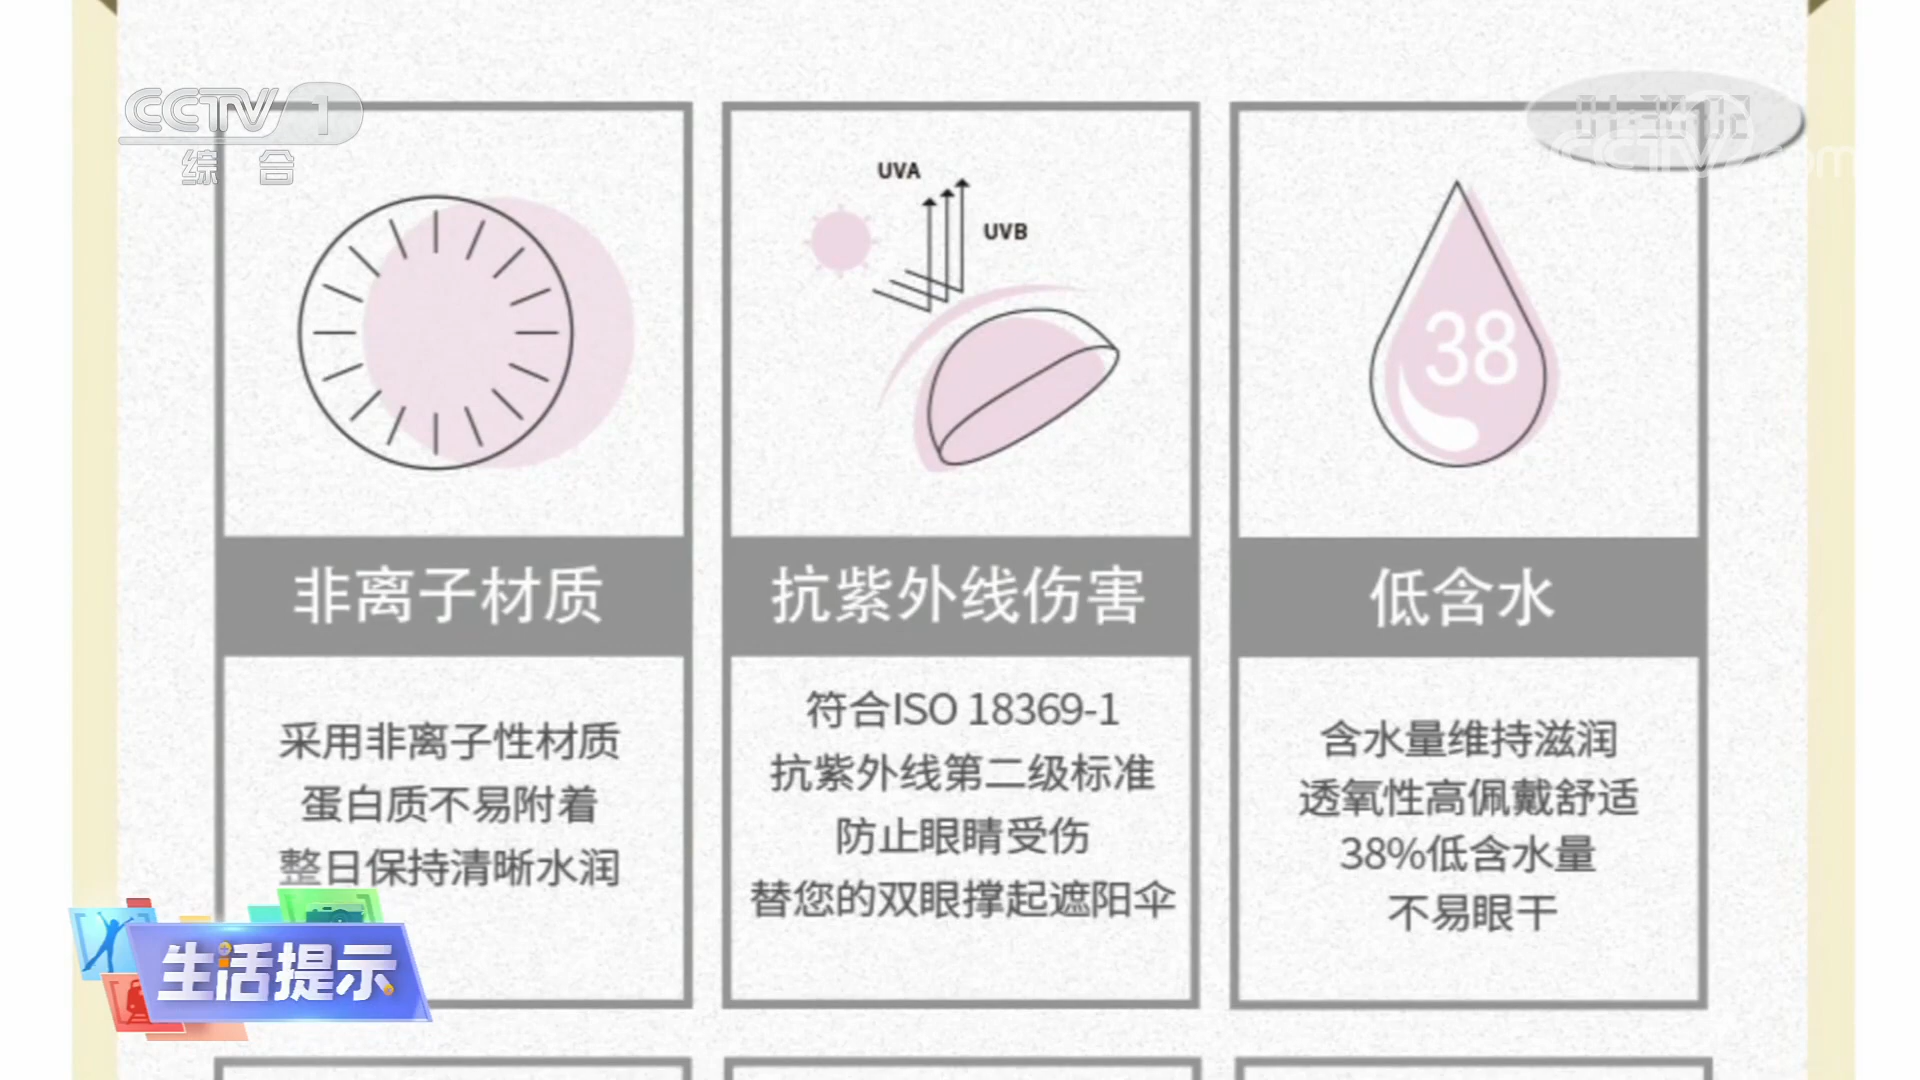 CCTV 1
综合
CCTV.com
UVA
UVB
38
非离子材质
抗紫外线伤害
低含水
采用非离子性材质
蛋白质不易附着
整日保持清晰水润
符合ISO 18369-1
抗紫外线第二级标准
防止眼睛受伤
替您的双眼撑起遮阳伞
含水量维持滋润
透氧性高佩戴舒适
38%低含水量
不易眼干
生活提示